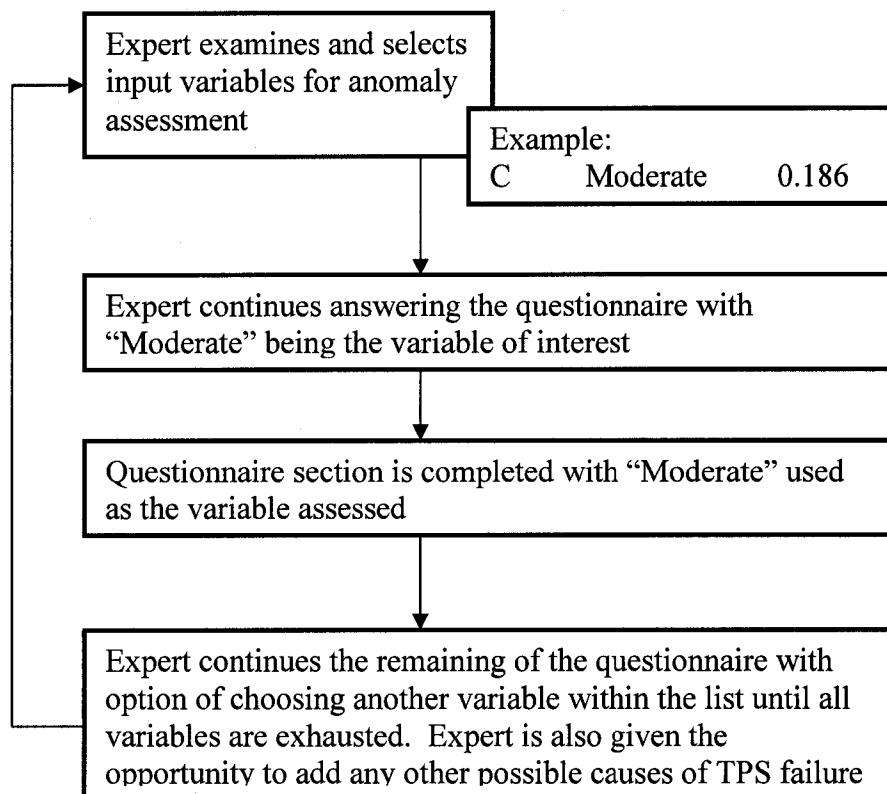 Expert examines and selects
input variables for anomaly
assessment
Example:
C Moderate 0.186
Expert continues answering the questionnaire with
“Moderate” being the variable of interest
Questionnaire section is completed with “Moderate” used
as the variable assessed
Expert continues the remaining of the questionnaire with
option of choosing another variable within the list until all
variables are exhausted. Expert is also given the
opportunity to add any other possible causes of TPS failure